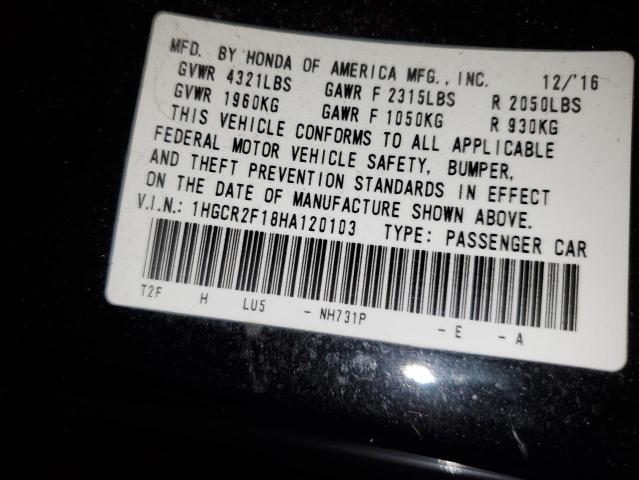 MFD. BY HONDA OF AMERICA MFG., INC. 12/'16
GVWR 4321LBS GAWR F 2315LBS R 2050LBS
GVWR 1960KG GAWR F 1050KG R 930KG
THIS VEHICLE CONFORMS TO ALL APPLICABLE
FEDERAL MOTOR VEHICLE SAFETY, BUMPER,
AND THEFT PREVENTION STANDARDS IN EFFECT
ON THE DATE OF MANUFACTURE SHOWN ABOVE.
V.I.N.: 1HGCR2F18HA120103 TYPE: PASSENGER CAR
T2F H LU5 - NH731P - E - A